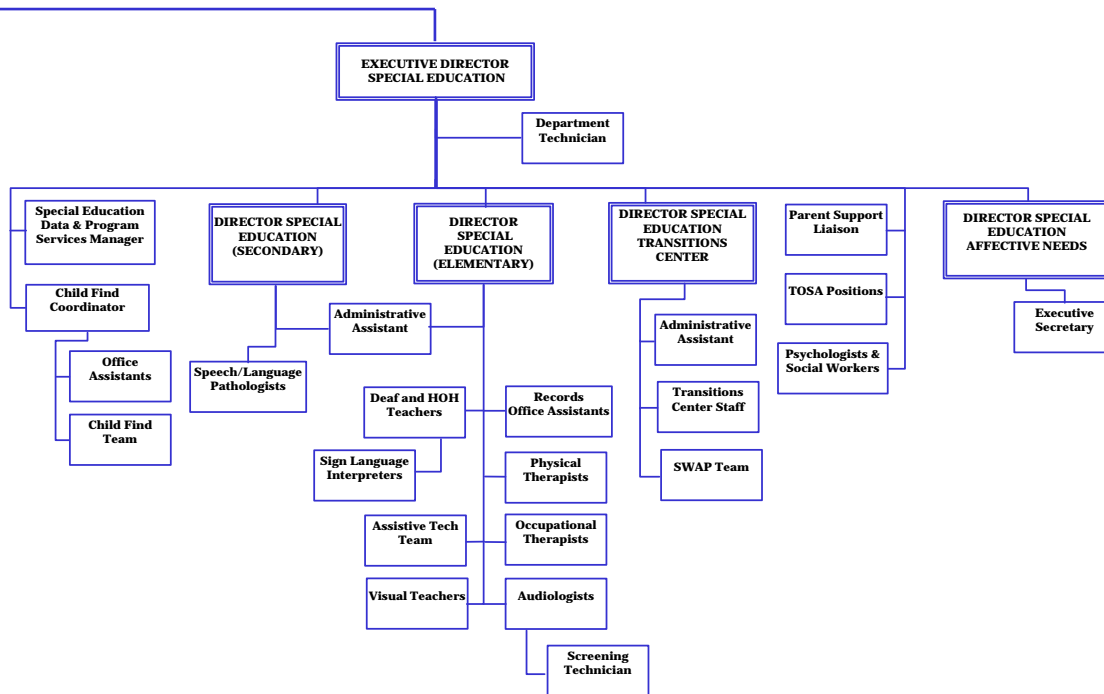 EXECUTIVE DIRECTOR
SPECIAL EDUCATION
Department
Technician
Special Education
Data & Program
Services Manager
DIRECTOR SPECIAL
EDUCATION
(SECONDARY)
DIRECTOR
SPECIAL
EDUCATION
(ELEMENTARY)
DIRECTOR SPECIAL
EDUCATION
TRANSITIONS
CENTER
Parent Support
Liaison
DIRECTOR SPECIAL
EDUCATION
AFFECTIVE NEEDS
Child Find
Coordinator
Administrative
Assistant
Administrative
Assistant
TOSA Positions
Executive
Secretary
Office
Assistants
Speech/Language
Pathologists
Psychologists &
Social Workers
Child Find
Team
Deaf and HOH
Teachers
Records
Office Assistants
Transitions
Center Staff
Sign Language
Interpreters
Physical
Therapists
SWAP Team
Assistive Tech
Team
Occupational
Therapists
Visual Teachers
Audiologists
Screening
Technician